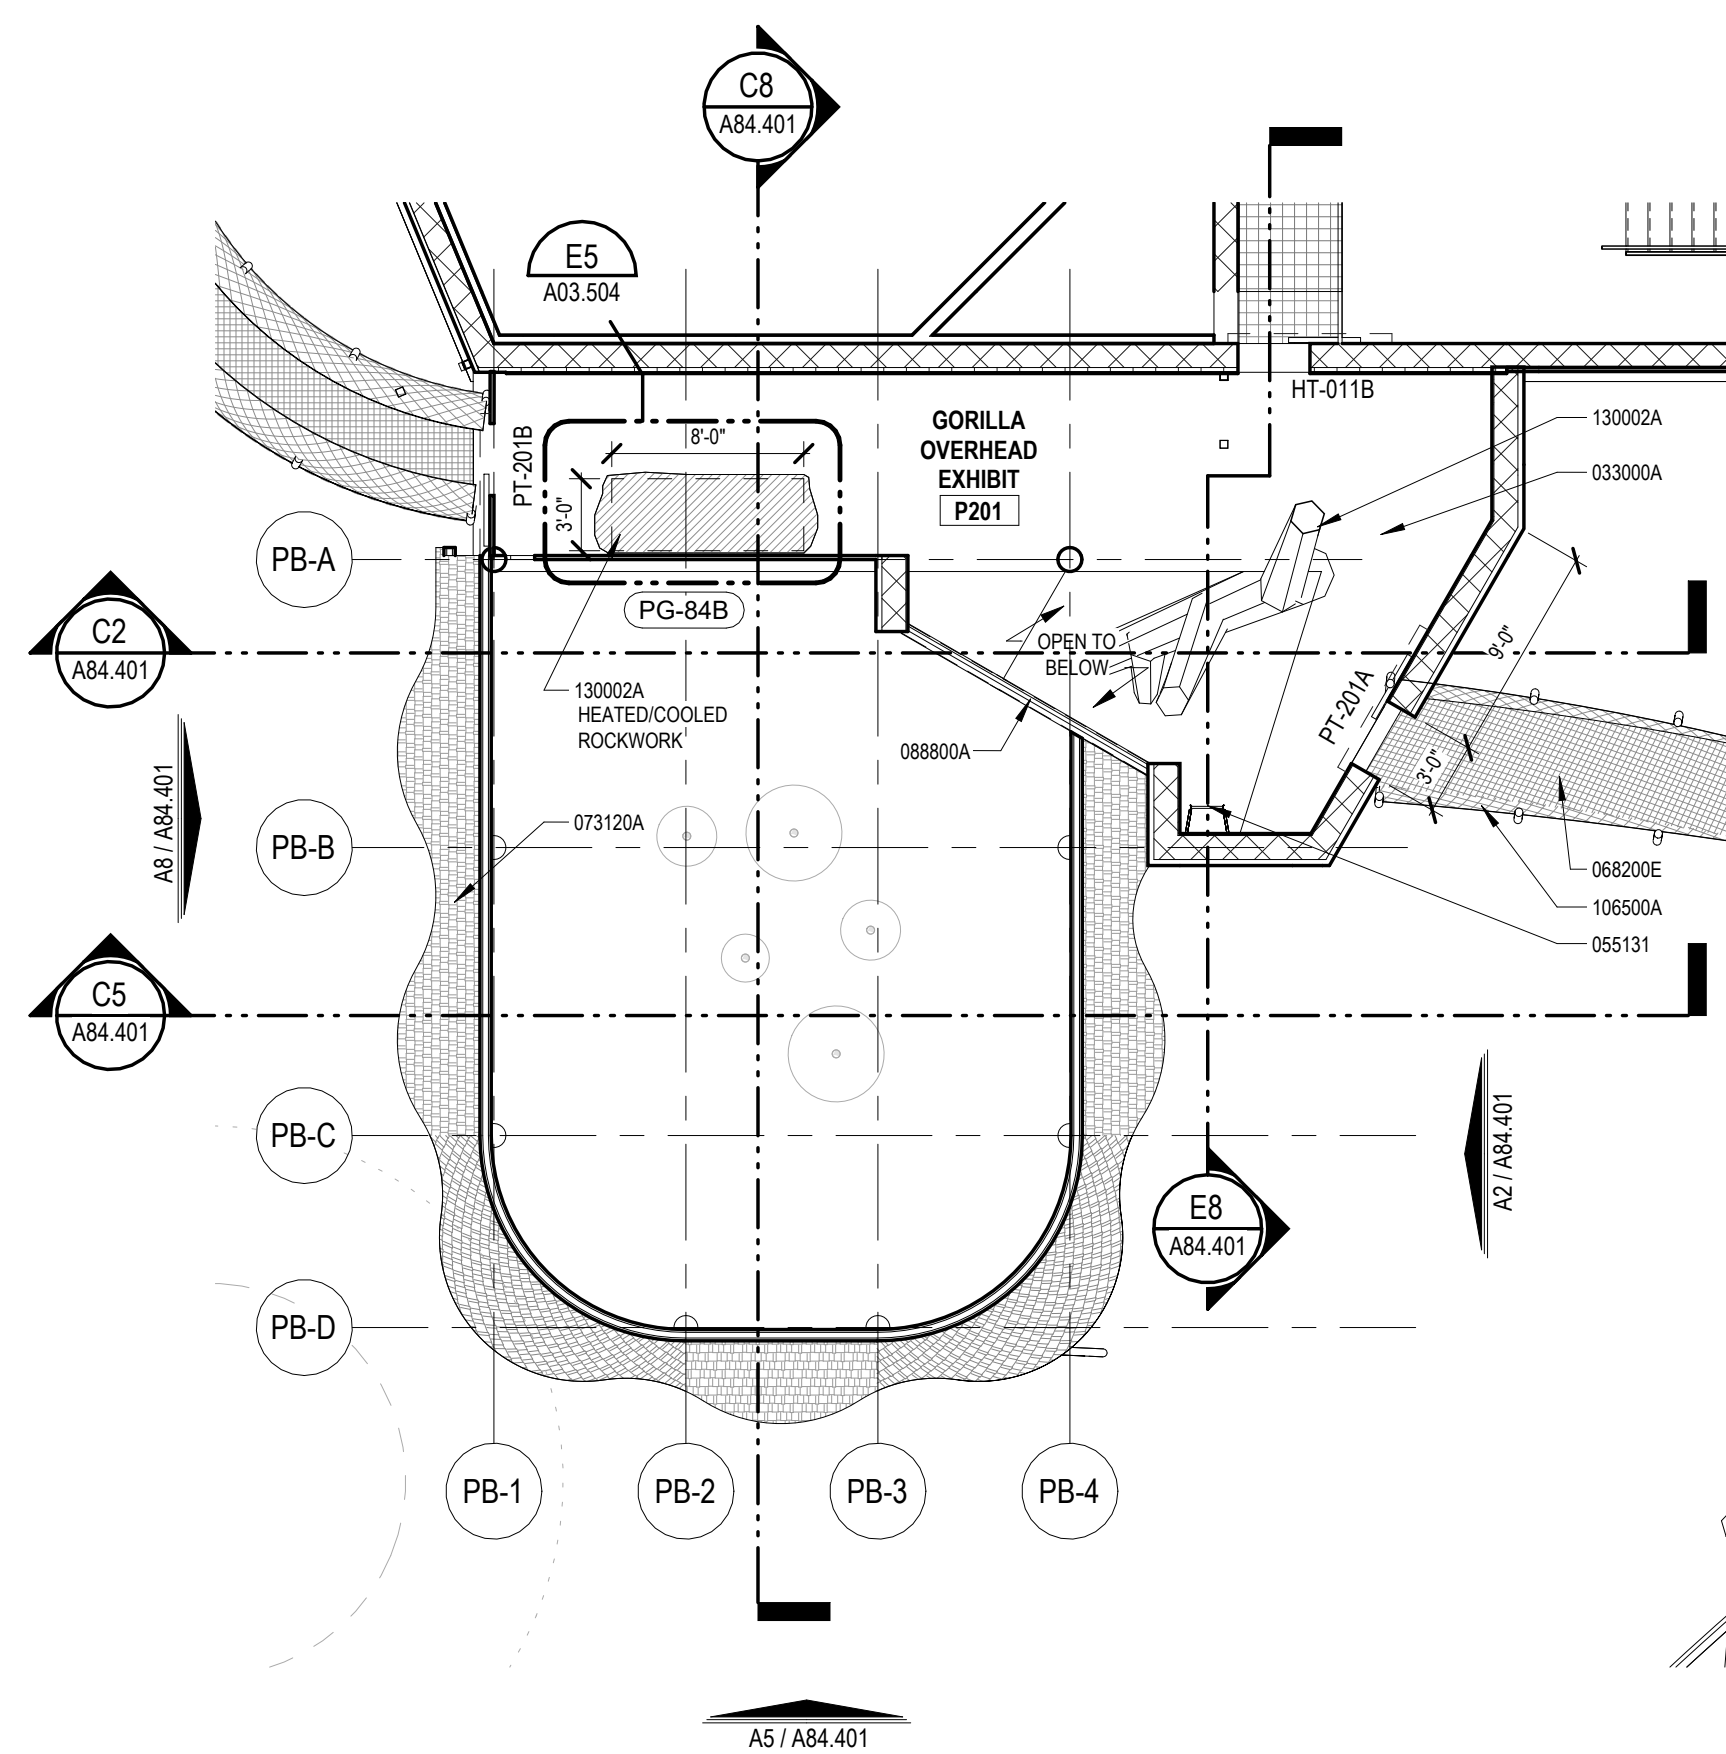 C8
A84.401
E5
A03.504
HT-011B
PT-201B
8'-0"
3'-0"
GORILLA
OVERHEAD
EXHIBIT
P201
130002A
033000A
PB-A
PG-84B
C2
A84.401
OPEN TO
BELOW
9'-0"
PT-201A
3'-0"
130002A
HEATED/COOLED
ROCKWORK
088800A
A8 / A84.401
073120A
PB-B
068200E
106500A
055131
C5
A84.401
PB-C
A2 / A84.401
E8
A84.401
PB-D
PB-1
PB-2
PB-3
PB-4
A5 / A84.401